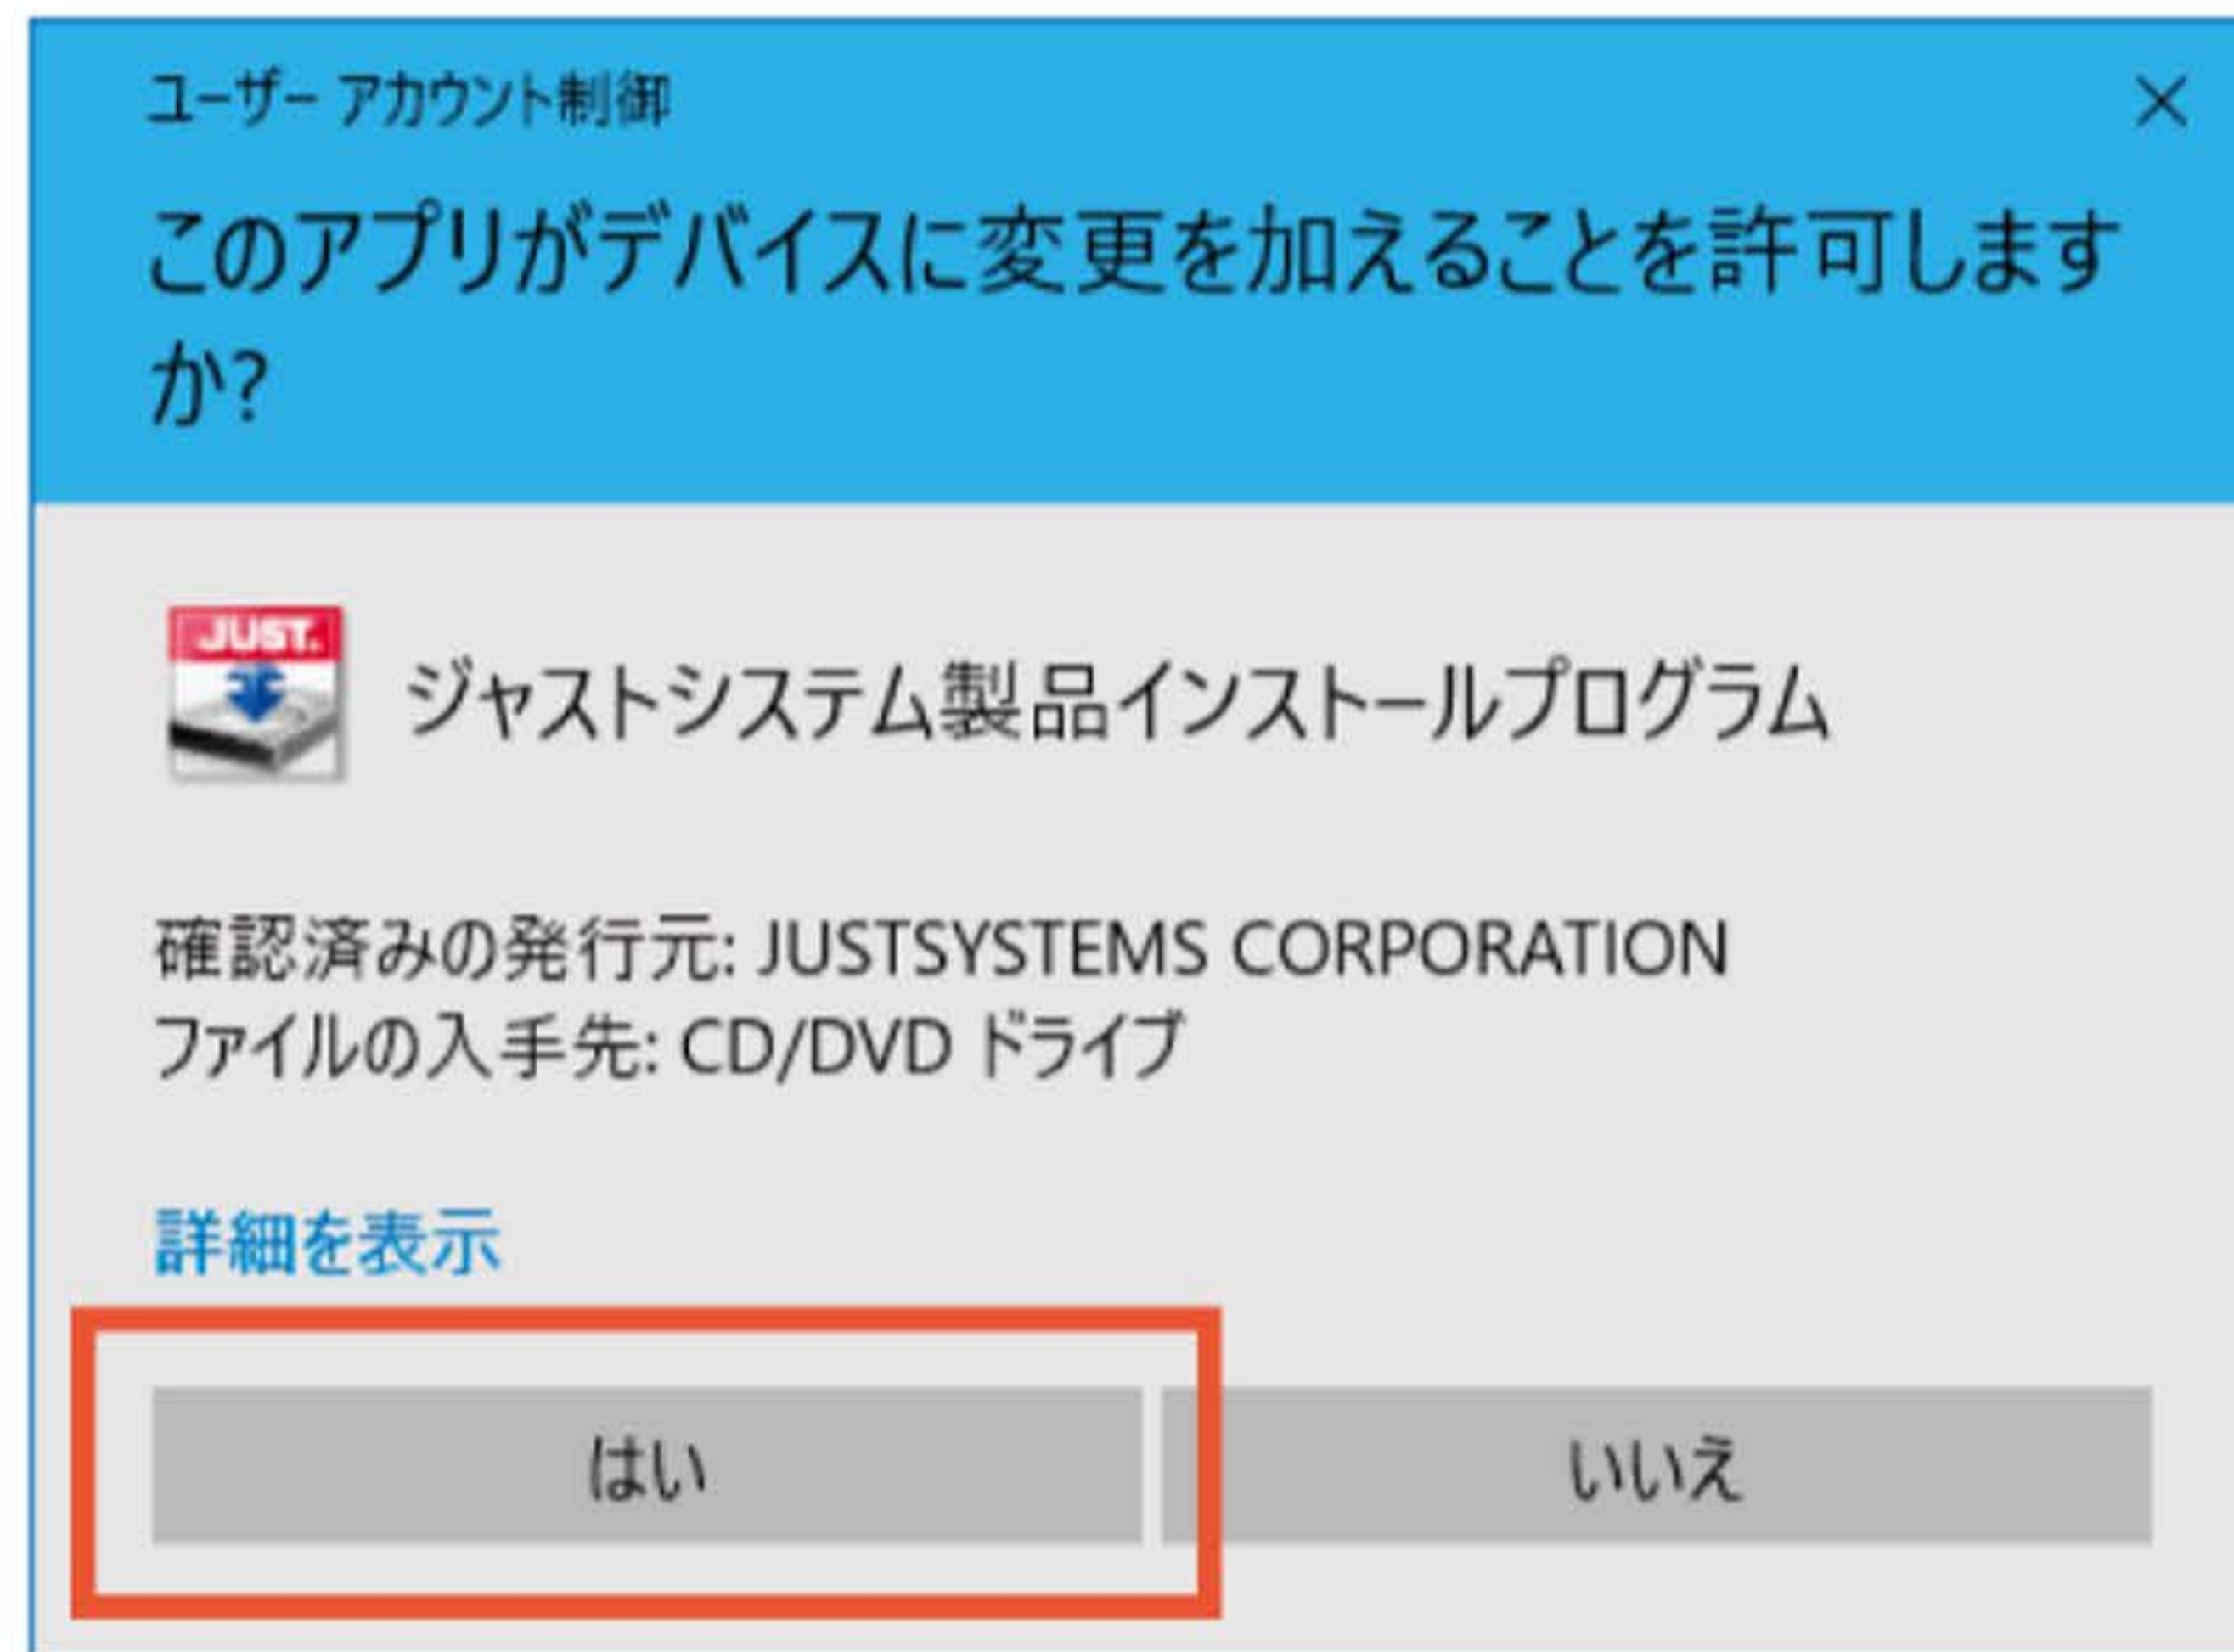 ユーザー アカウント制御
このアプリがデバイスに変更を加えることを許可します
か?
JUST.
ジャストシステム製品インストールプログラム
確認済みの発行元: JUSTSYSTEMS CORPORATION
ファイルの入手先: CD/DVD ドライブ
詳細を表示
はい
いいえ